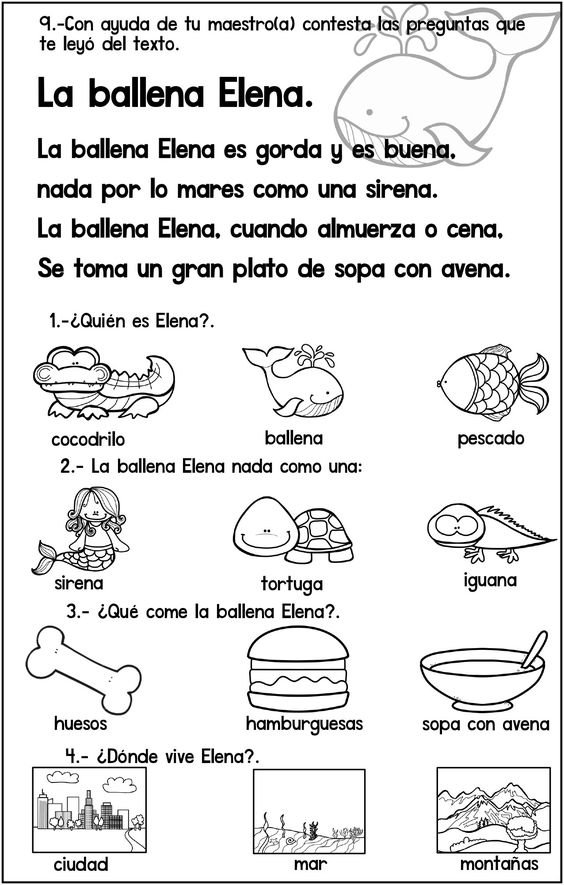 9.-Con ayuda de tu maestro(a) contesta las preguntas que
te leyó del texto.
La ballena Elena.
La ballena Elena es gorda y es buena,
nada por lo mares como una sirena.
La ballena Elena, cuando almuerza o cena,
Se toma un gran plato de sopa con avena.
1.-¿Quién es Elena?.
cocodrilo ballena pescado
2.- La ballena Elena nada como una:
sirena tortuga iguana
3.- ¿Qué come la ballena Elena?.
huesos hamburguesas sopa con avena
4.- ¿Dónde vive Elena?.
ciudad mar montañas